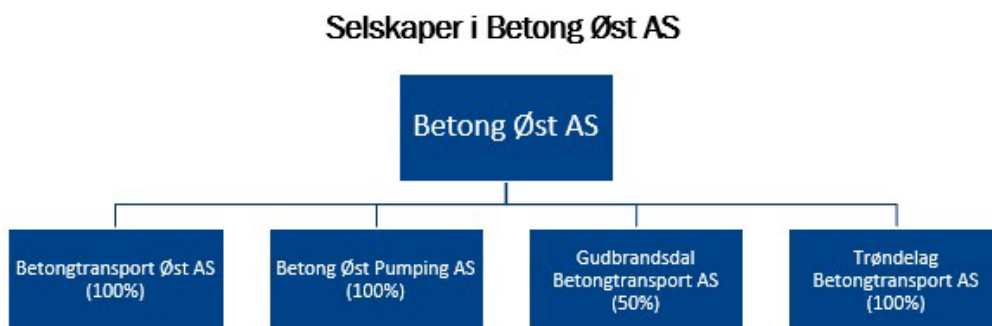 Selskaper i Betong Øst AS
Betong Øst AS
Betongtransport Øst AS
(100%)
Betong Øst Pumping AS
(100%)
Gudbrandsdal
Betongtransport AS
(50%)
Trøndelag
Betongtransport AS
(100%)